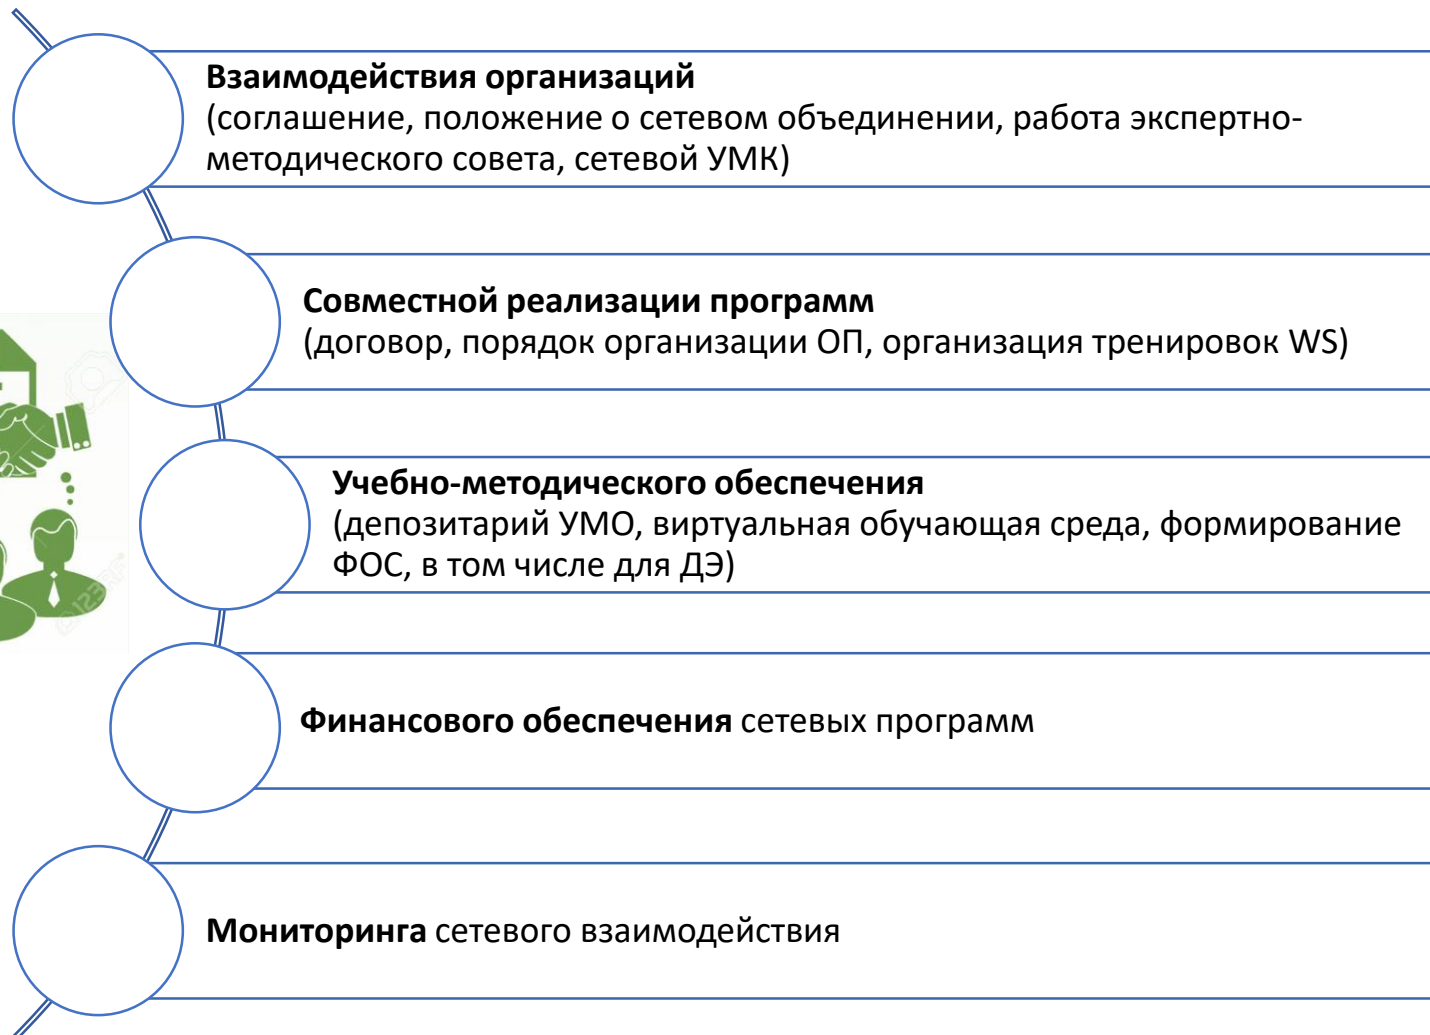 Взаимодействия организаций
(соглашение, положение о сетевом объединении, работа экспертно-
методического совета, сетевой УМК)
Совместной реализации программ
(договор, порядок организации ОП, организация тренировок WS)
Учебно-методического обеспечения
(депозитарий УМО, виртуальная обучающая среда, формирование
ФОС, в том числе для ДЭ)
Финансового обеспечения сетевых программ
Мониторинга сетевого взаимодействия